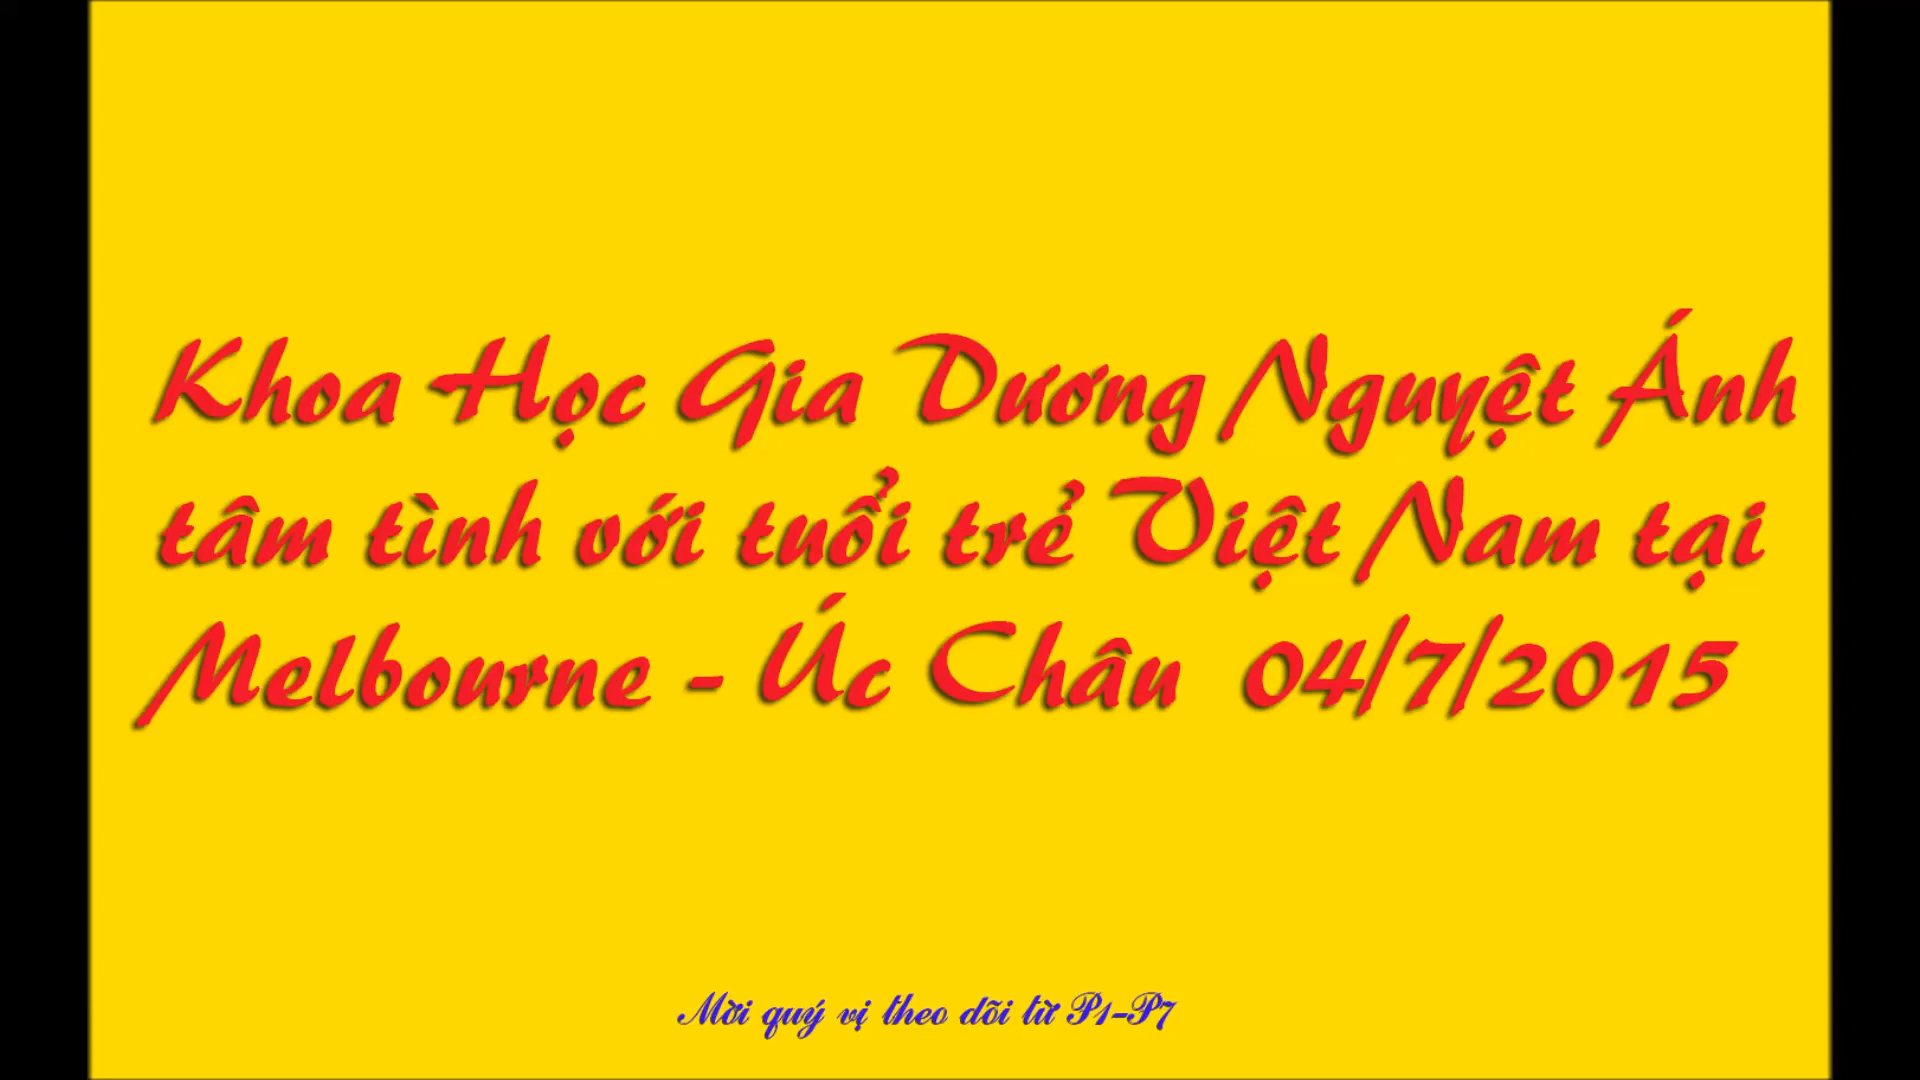 Khoa Học Gia Dương Nguyệt Ánh
tâm tình với tuổi trẻ Việt Nam tại
Melbourne - Úc Châu 04/7/2015
Mời quý vị theo dõi từ P1-P7